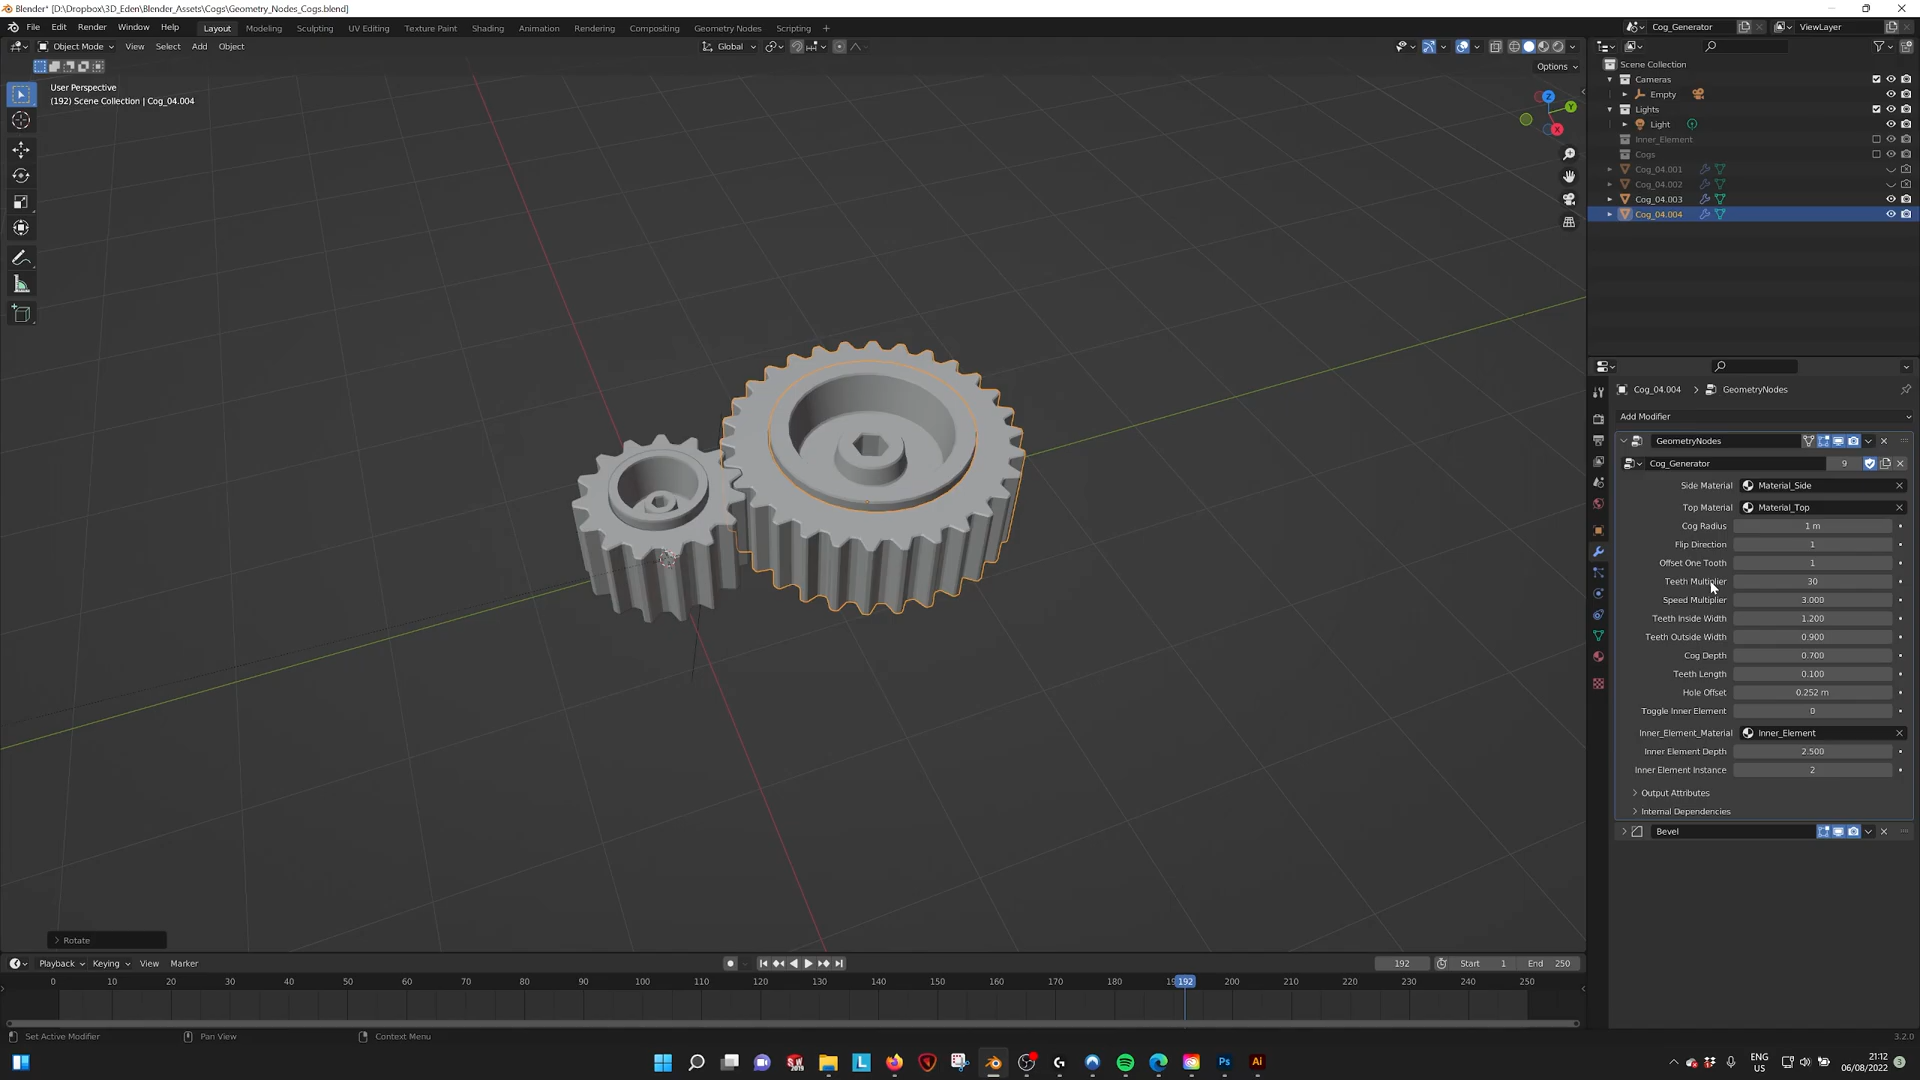 Blender* [D:\Dropbox\3D_Eden\Blender_Assets\Cogs\Geometry_Nodes_Cogs.blend]
File Edit Render Window Help Layout Modeling Sculpting UV Editing Texture Paint Shading Animation Rendering Compositing Geometry Nodes Scripting + Cog_Generator ViewLayer
Object Mode View Select Add Object Global
Options
User Perspective
(192) Scene Collection | Cog_04.004
Z
Y
X
Scene Collection
Cameras
Empty
Lights
Light
Inner_Element
Cogs
Cog_04.001
Cog_04.002
Cog_04.003
Cog_04.004
Cog_04.004 > GeometryNodes
Add Modifier
GeometryNodes
Cog_Generator 9
Side Material Material_Side
Top Material Material_Top
Cog Radius 1 m
Flip Direction 1
Offset One Tooth 1
Teeth Multiplier 30
Speed Multiplier 3.000
Teeth Inside Width 1.200
Teeth Outside Width 0.900
Cog Depth 0.700
Teeth Length 0.100
Hole Offset 0.252 m
Toggle Inner Element 0
Inner_Element_Material Inner_Element
Inner Element Depth 2.500
Inner Element Instance 2
Output Attributes
Internal Dependencies
Bevel
Rotate
Playback Keying View Marker 192 Start 1 End 250
0 10 20 30 40 50 60 70 80 90 100 110 120 130 140 150 160 170 180 192 200 210 220 230 240 250
Set Active Modifier Pan View Context Menu 3.2.0
SW 2019 L Ps Ai
ENG
US
21:12
06/08/2022
3